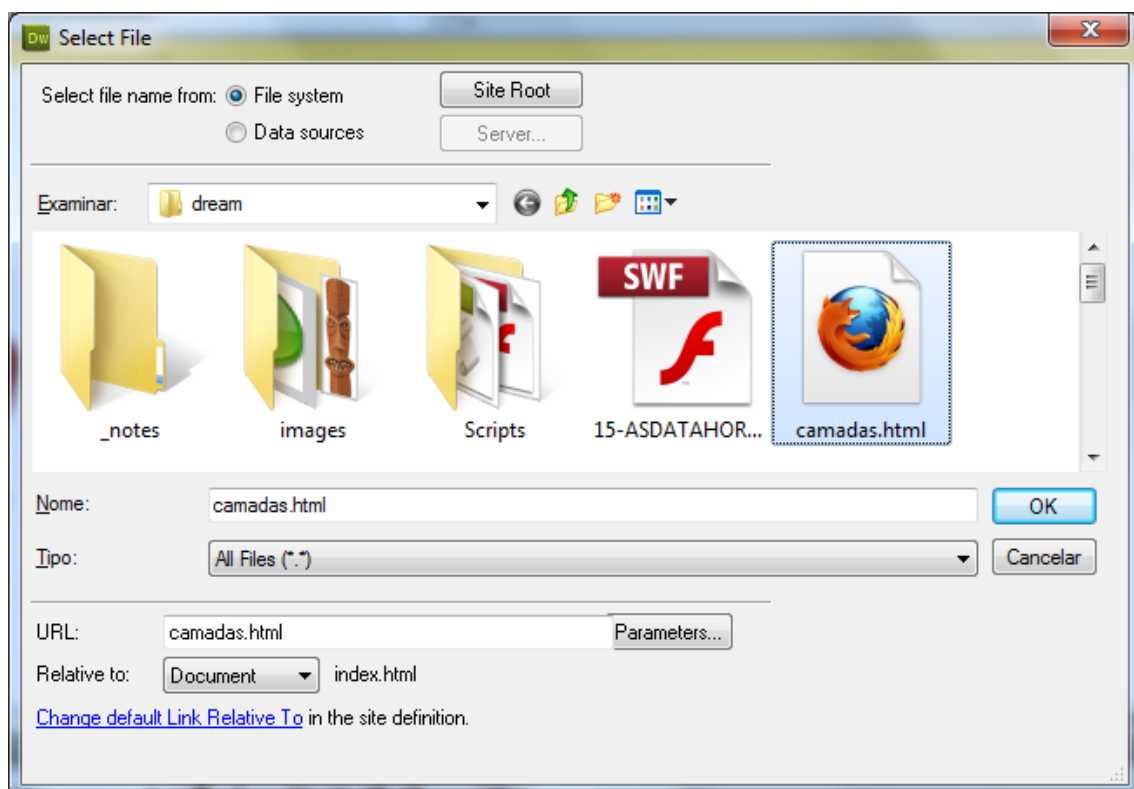 Dw Select File
Select file name from: File system Site Root
Data sources Server...
Examinar: dream
SWF
_notes images Scripts 15-ASDATAHOR... camadas.html
Nome: camadas.html OK
Tipo: All Files (*.*) Cancelar
URL: camadas.html Parameters...
Relative to: Document index.html
Change default Link Relative To in the site definition.